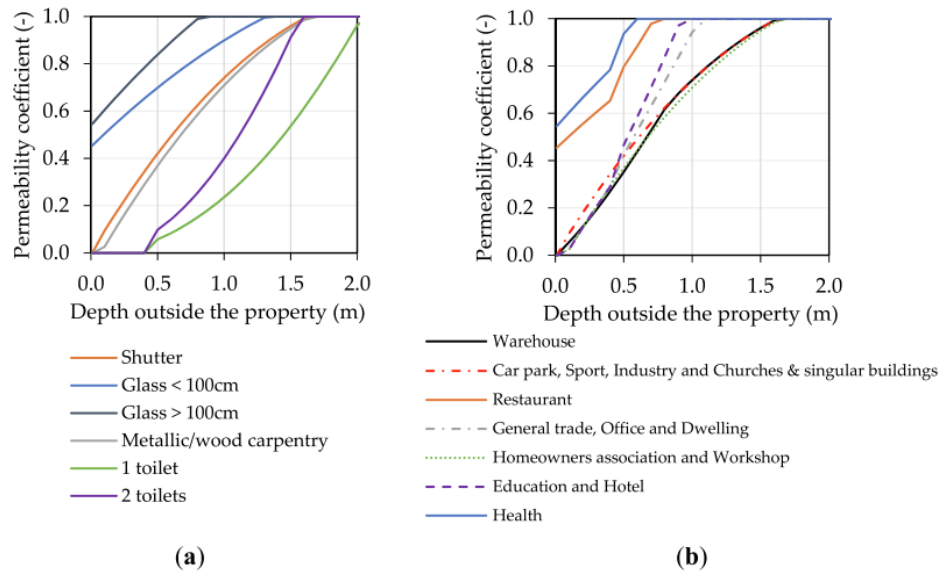 Permeability coefficient (-)
1.0
0.8
0.6
0.4
0.2
0.0
0.0 0.5 1.0 1.5 2.0
Depth outside the property (m)
Shutter
Glass < 100cm
Glass > 100cm
Metallic/wood carpentry
1 toilet
2 toilets
(a)
Permeability coefficient (-)
1.0
0.8
0.6
0.4
0.2
0.0
0.0 0.5 1.0 1.5 2.0
Depth outside the property (m)
Warehouse
Car park, Sport, Industry and Churches & singular buildings
Restaurant
General trade, Office and Dwelling
Homeowners association and Workshop
Education and Hotel
Health
(b)